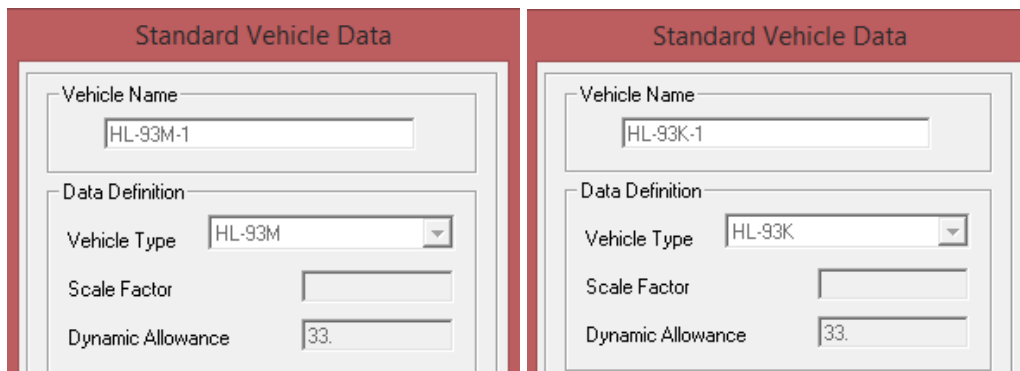 Standard Vehicle Data
Vehicle Name
HL-93M-1
Data Definition
Vehicle Type HL-93M
Scale Factor
Dynamic Allowance 33.
Standard Vehicle Data
Vehicle Name
HL-93K-1
Data Definition
Vehicle Type HL-93K
Scale Factor
Dynamic Allowance 33.